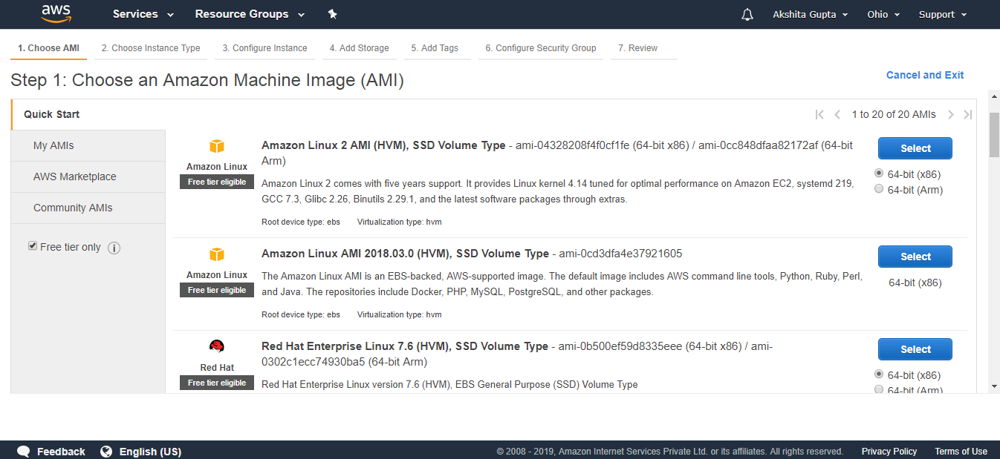 aws Services Resource Groups Akshita Gupta Ohio Support
1. Choose AMI 2. Choose Instance Type 3. Configure Instance 4. Add Storage 5. Add Tags 6. Configure Security Group 7. Review
Step 1: Choose an Amazon Machine Image (AMI)
Cancel and Exit
Quick Start
1 to 20 of 20 AMIs
My AMIs
AWS Marketplace
Community AMIs
Free tier only i
Amazon Linux
Free tier eligible
Amazon Linux 2 AMI (HVM), SSD Volume Type - ami-04328208f4f0cf1fe (64-bit x86) / ami-0cc848dfaa82172af (64-bit
Arm)
Amazon Linux 2 comes with five years support. It provides Linux kernel 4.14 tuned for optimal performance on Amazon EC2, systemd 219,
GCC 7.3, Glibc 2.26, Binutils 2.29.1, and the latest software packages through extras.
Root device type: ebs Virtualization type: hvm
Select
64-bit (x86)
64-bit (Arm)
Amazon Linux
Free tier eligible
Amazon Linux AMI 2018.03.0 (HVM), SSD Volume Type - ami-0cd3dfa4e37921605
The Amazon Linux AMI is an EBS-backed, AWS-supported image. The default image includes AWS command line tools, Python, Ruby, Perl,
and Java. The repositories include Docker, PHP, MySQL, PostgreSQL, and other packages.
Root device type: ebs Virtualization type: hvm
Select
64-bit (x86)
Red Hat
Free tier eligible
Red Hat Enterprise Linux 7.6 (HVM), SSD Volume Type - ami-0b500ef59d8335eee (64-bit x86) / ami-
0302c1ecc74930ba5 (64-bit Arm)
Red Hat Enterprise Linux version 7.6 (HVM), EBS General Purpose (SSD) Volume Type
Select
64-bit (x86)
64-bit (Arm)
Feedback English (US) © 2008 - 2019, Amazon Internet Services Private Ltd. or its affiliates. All rights reserved. Privacy Policy Terms of Use